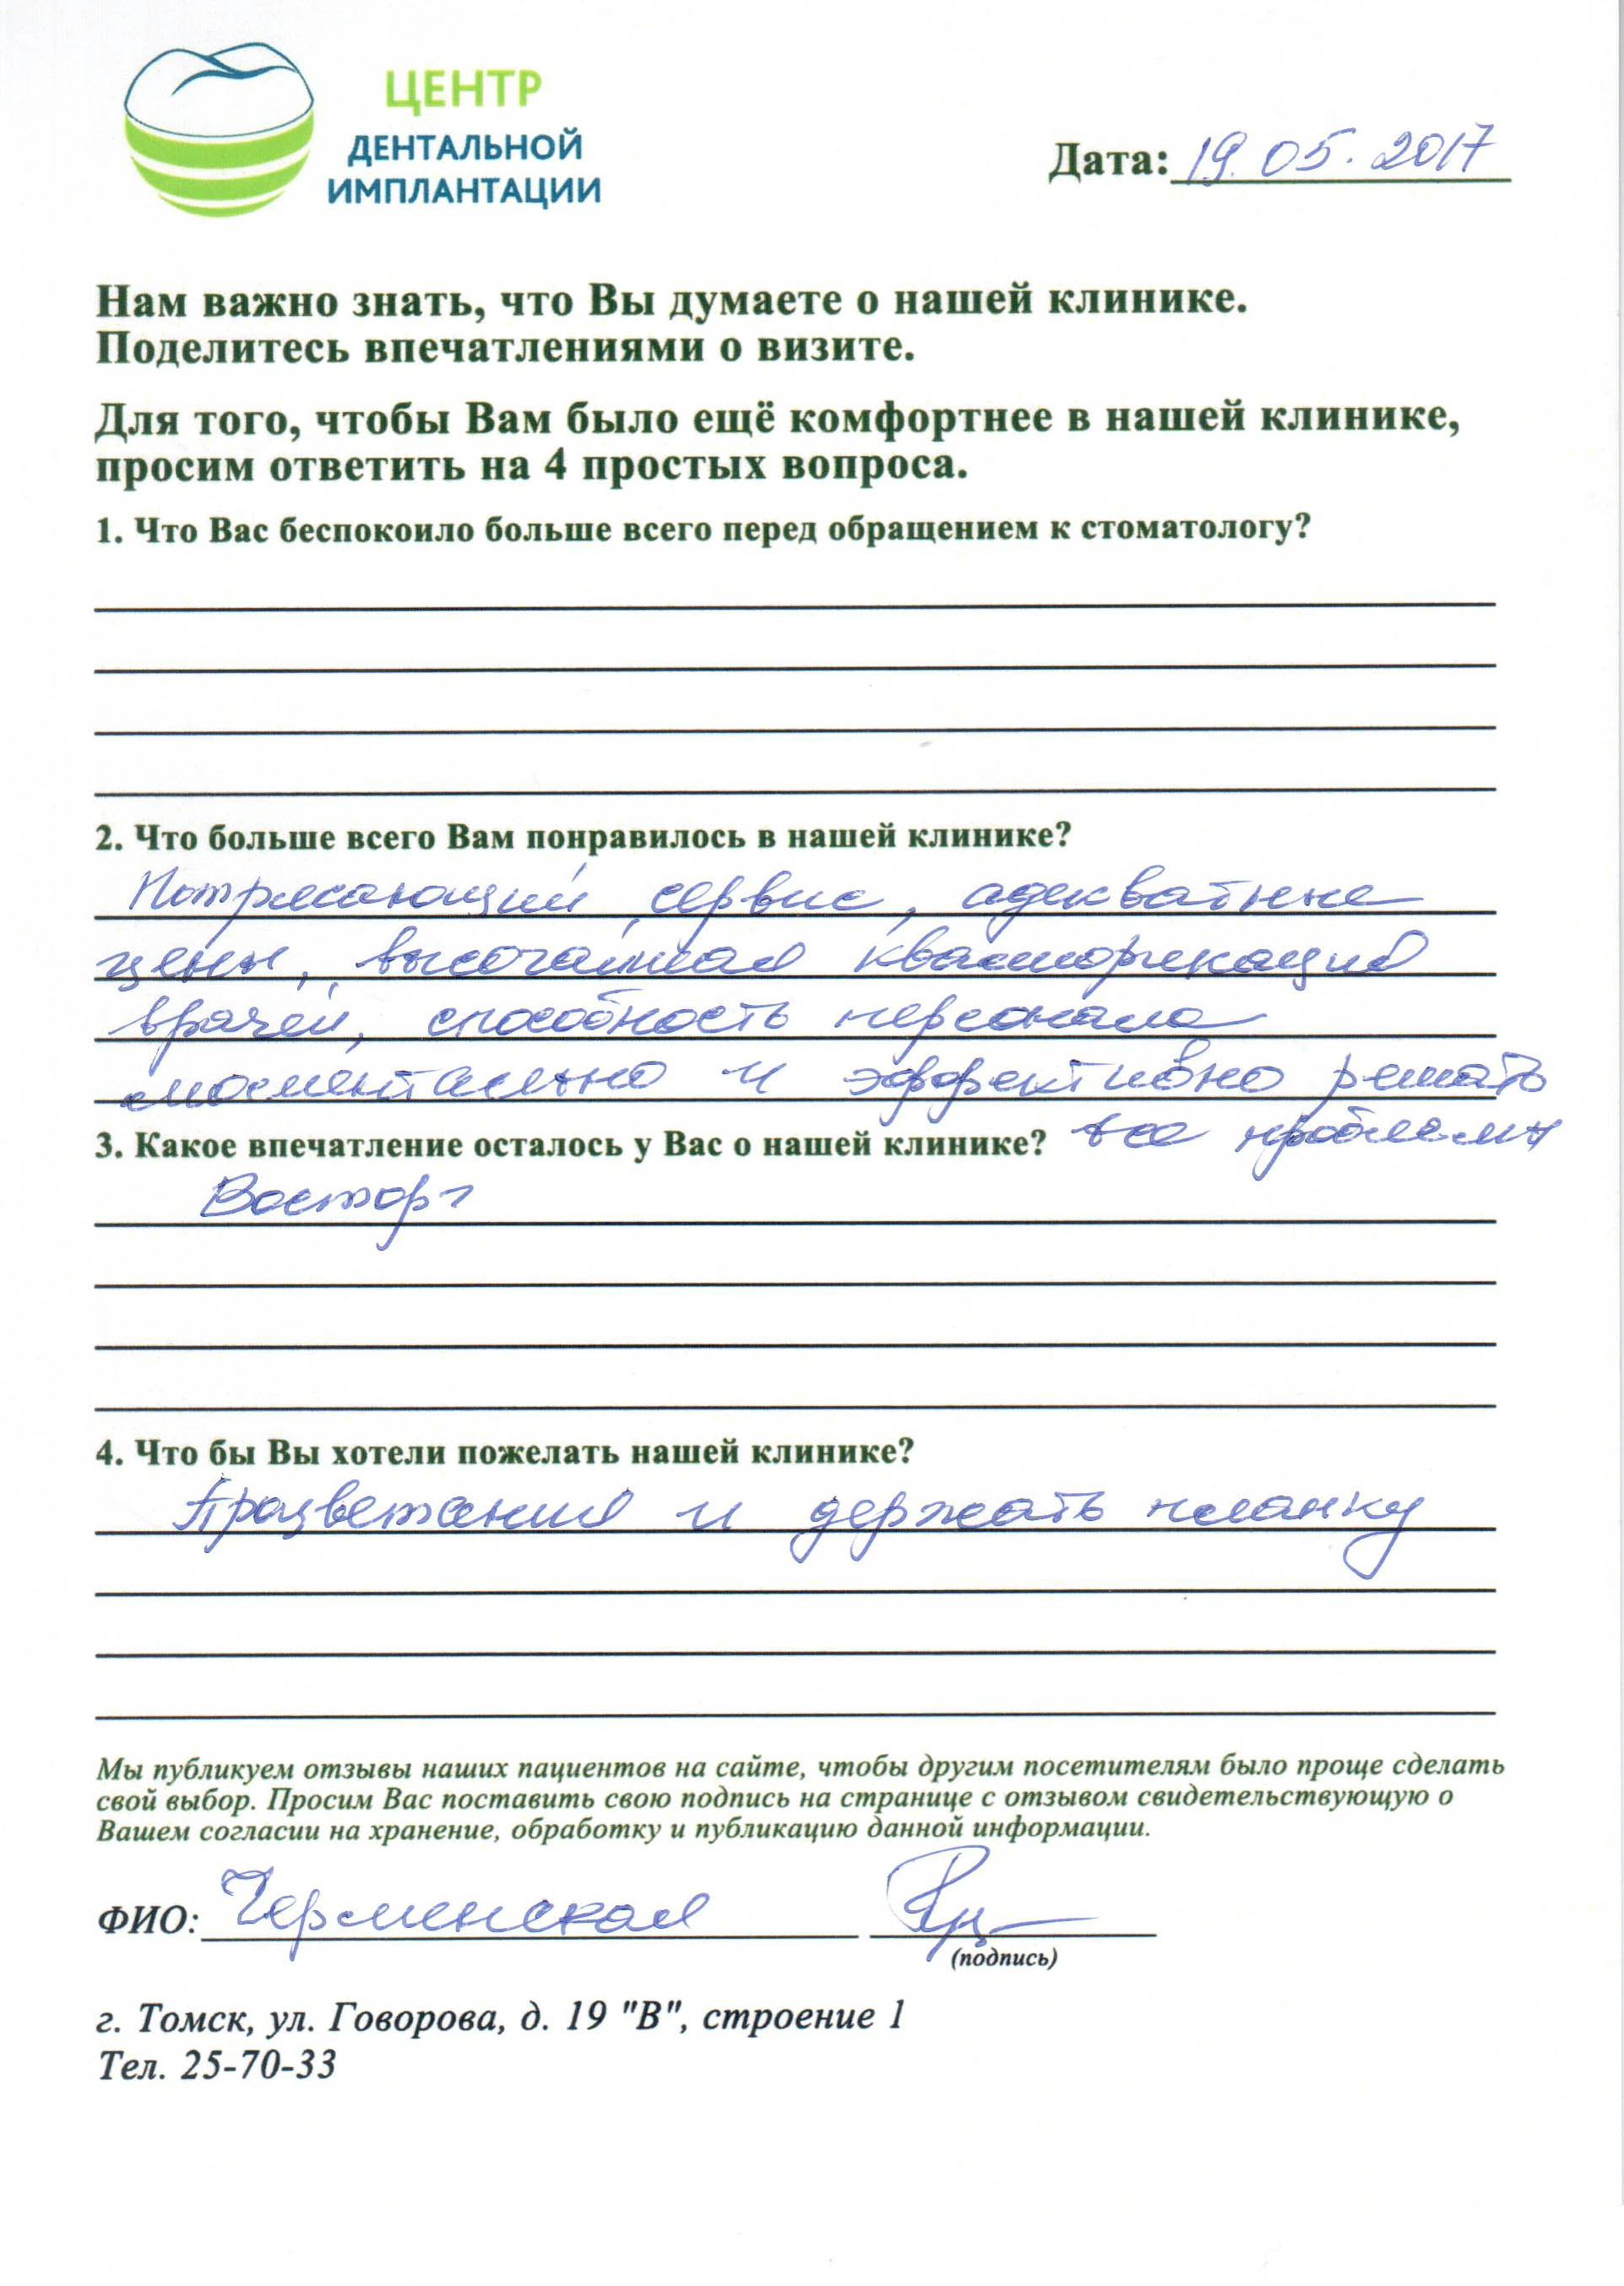 ЦЕНТР
ДЕНТАЛЬНОЙ
ИМПЛАНТАЦИИ
Дата: 19.05.2017
Нам важно знать, что Вы думаете о нашей клинике.
Поделитесь впечатлениями о визите.
Для того, чтобы Вам было ещё комфортнее в нашей клинике,
просим ответить на 4 простых вопроса.
1. Что Вас беспокоило больше всего перед обращением к стоматологу?
2. Что больше всего Вам понравилось в нашей клинике?
Потрясающий сервис, адекватные
цены, высочайшая квалификация
врачей, способность персонала
моментально и эффективно решать
все проблемы
3. Какое впечатление осталось у Вас о нашей клинике?
Восторг
4. Что бы Вы хотели пожелать нашей клинике?
Процветания и держать планку
Мы публикуем отзывы наших пациентов на сайте, чтобы другим посетителям было проще сделать
свой выбор. Просим Вас поставить свою подпись на странице с отзывом свидетельствующую о
Вашем согласии на хранение, обработку и публикацию данной информации.
ФИО: Черменская
(подпись)
г. Томск, ул. Говорова, д. 19 "В", строение 1
Тел. 25-70-33